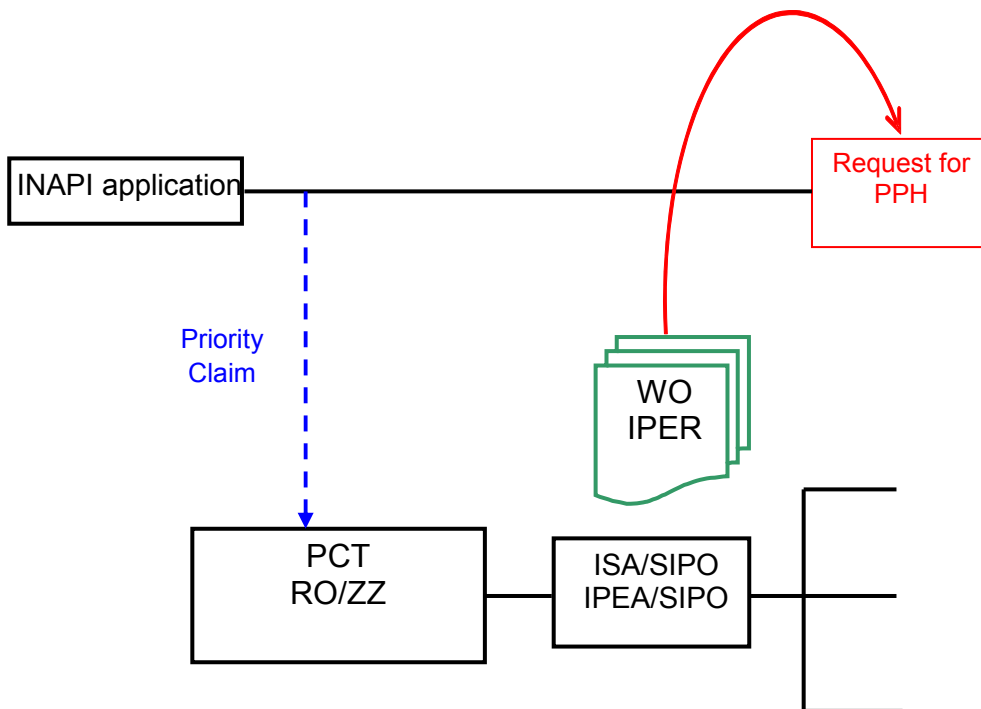 INAPI application
Request for
PPH
Priority
Claim
WO
IPER
PCT
RO/ZZ
ISA/SIPO
IPEA/SIPO